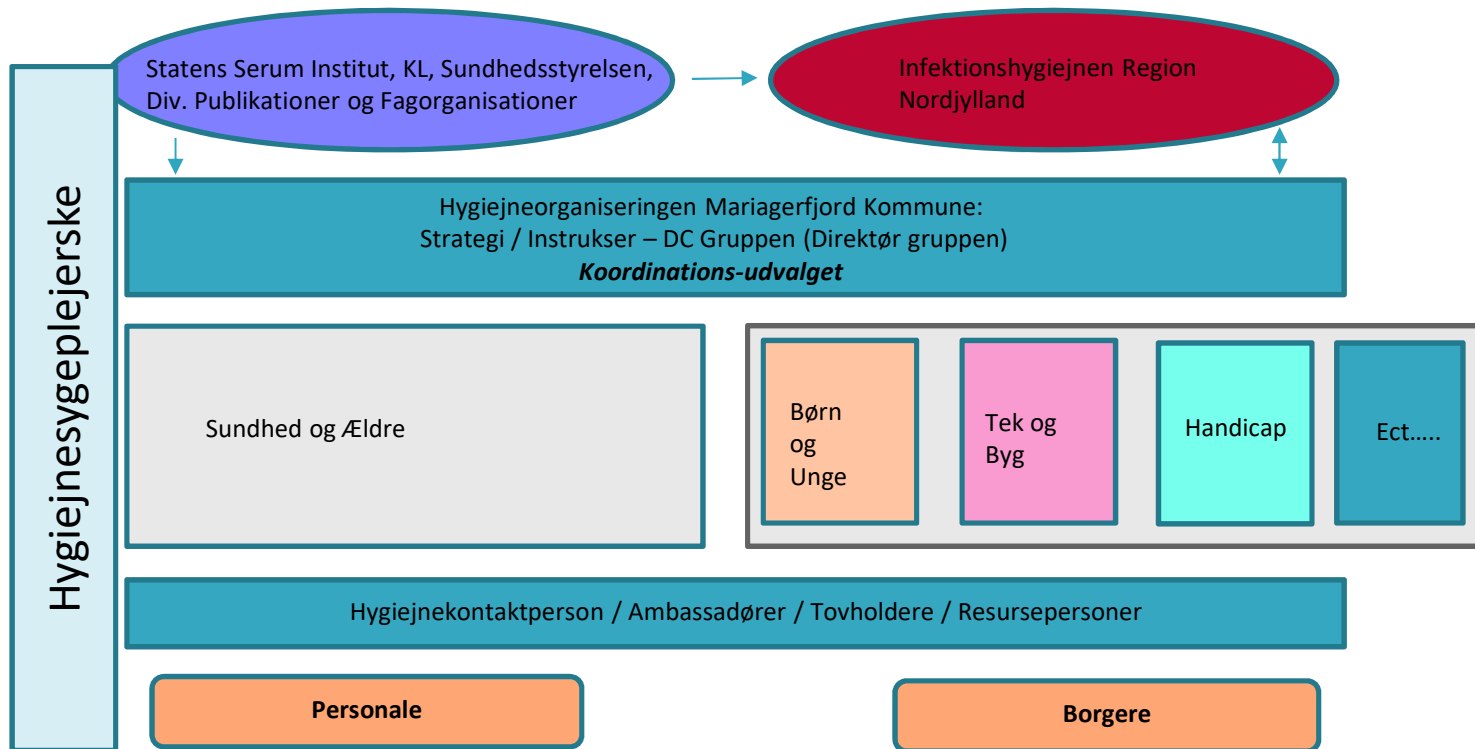 Hygiejnesygeplejerske
Statens Serum Institut, KL, Sundhedsstyrelsen,
Div. Publikationer og Fagorganisationer
Infektionshygiejnen Region
Nordjylland
Hygiejneorganiseringen Mariagerfjord Kommune:
Strategi / Instrukser – DC Gruppen (Direktør gruppen)
Koordinations-udvalget
Sundhed og Ældre
Børn
og
Unge
Tek og
Byg
Handicap
Ect.....
Hygiejnekontaktperson / Ambassadører / Tovholdere / Resursepersoner
Personale
Borgere